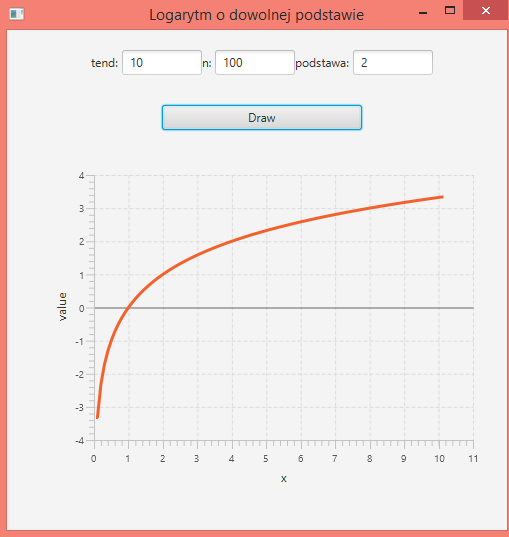 Logarytm o dowolnej podstawie
tend: 10 n: 100 podstawa: 2
Draw
4
3
2
1
0
-1
-2
-3
-4
value
0 1 2 3 4 5 6 7 8 9 10 11
x